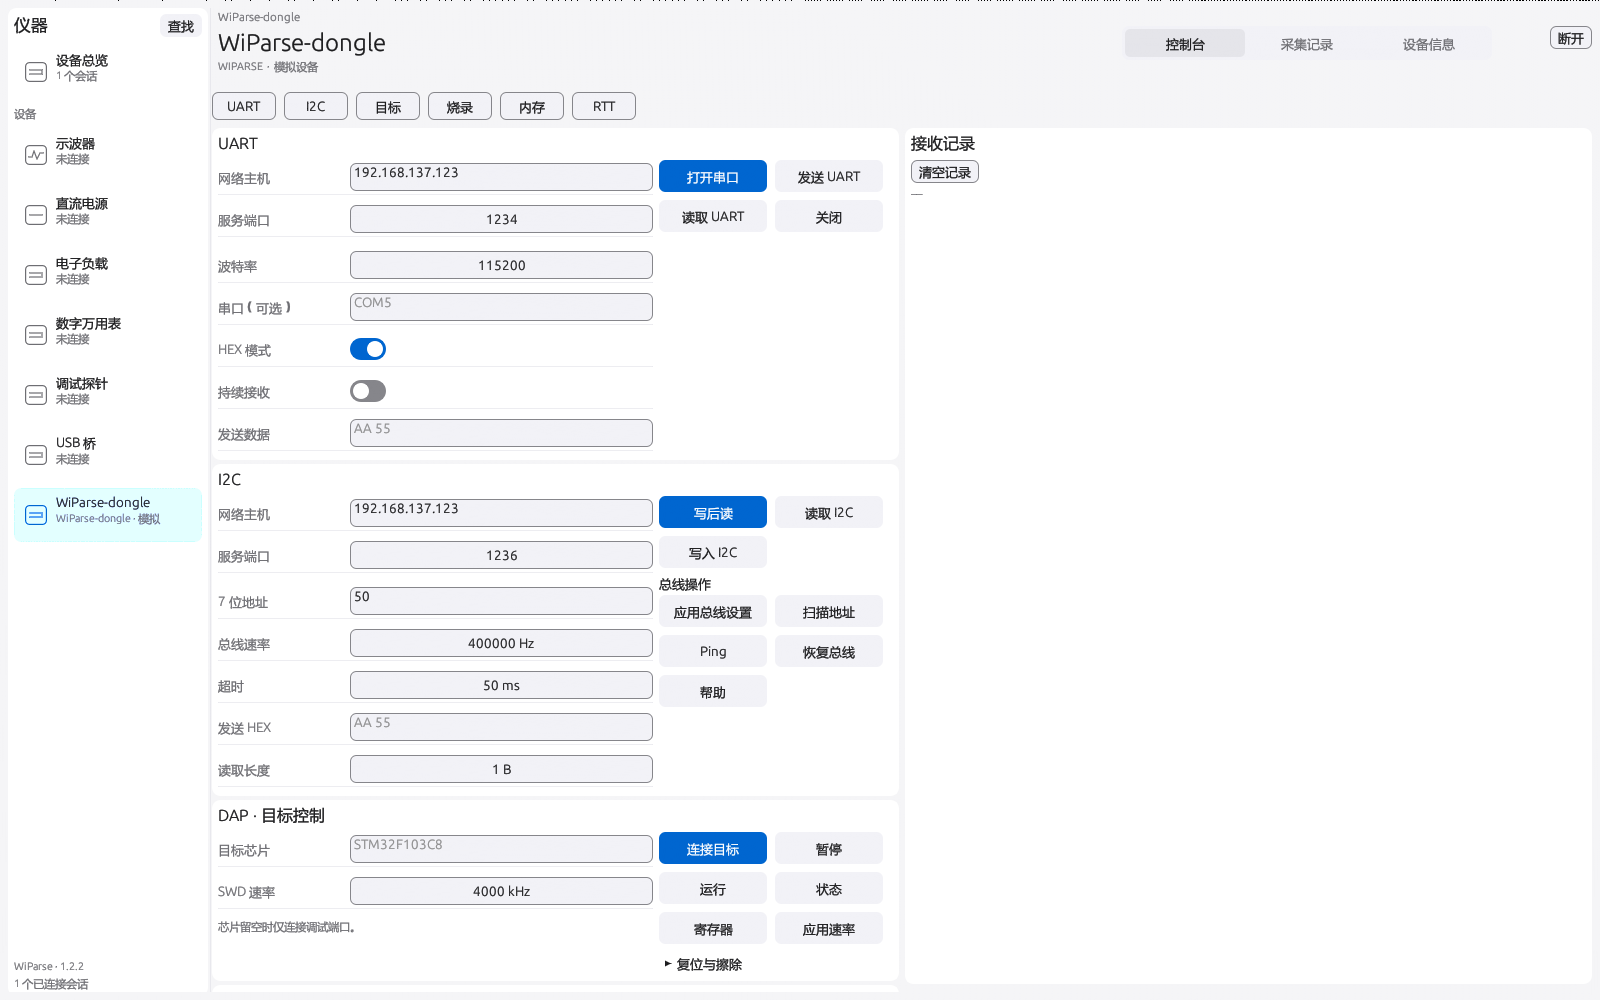 仪器
查找
设备总览
1 个会话
设备
示波器
未连接
直流电源
未连接
电子负载
未连接
数字万用表
未连接
调试探针
未连接
USB 桥
未连接
WiParse-dongle
WiParse-dongle · 模拟
WiParse · 1.2.2
1 个已连接会话
WiParse-dongle
WiParse-dongle
WIPARSE · 模拟设备
控制台
采集记录
设备信息
断开
UART
I2C
目标
烧录
内存
RTT
UART
网络主机
192.168.137.123
打开串口
发送 UART
服务端口
1234
读取 UART
关闭
波特率
115200
串口 ( 可选 )
COM5
HEX 模式
持续接收
发送数据
AA 55
I2C
网络主机
192.168.137.123
写后读
读取 I2C
服务端口
1236
写入 I2C
总线操作
7 位地址
50
应用总线设置
扫描地址
总线速率
400000 Hz
Ping
恢复总线
超时
50 ms
帮助
发送 HEX
AA 55
读取长度
1 B
DAP · 目标控制
目标芯片
STM32F103C8
连接目标
暂停
SWD 速率
4000 kHz
运行
状态
芯片留空时仅连接调试端口。
寄存器
应用速率
▸ 复位与擦除
接收记录
清空记录
—